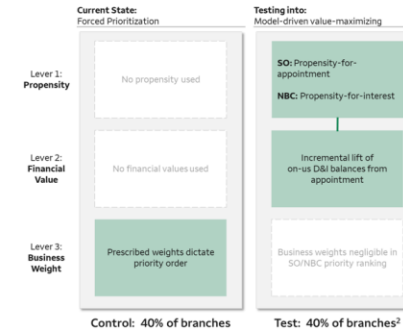 Current State:
Forced Prioritization
Testing into:
Model-driven value-maximizing
Lever 1:
Propensity
No propensity used
SO: Propensity-for-
appointment
NBC: Propensity-for-interest
Lever 2:
Financial
Value
No financial values used
Incremental lift of
on-us D&I balances from
appointment
Lever 3:
Business
Weight
Prescribed weights dictate
priority order
Business weights negligible in
SO/NBC priority ranking
Control: 40% of branches
Test: 40% of branches²